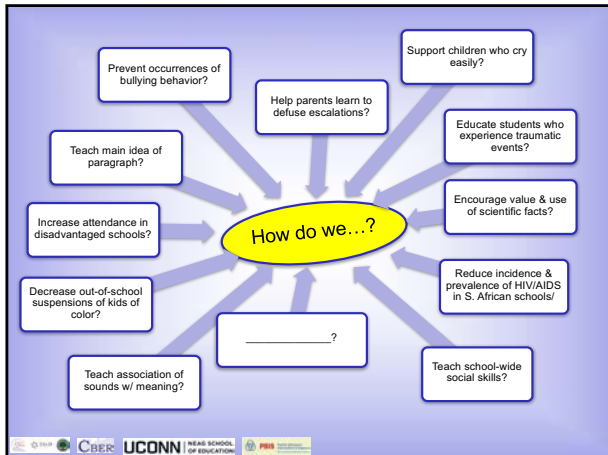 Support children who cry
easily?
Prevent occurrences of
bullying behavior?
Help parents learn to
defuse escalations?
Educate students who
experience traumatic
events?
Teach main idea of
paragraph?
Encourage value & use
of scientific facts?
Increase attendance in
disadvantaged schools?
How do we…?
Reduce incidence &
prevalence of HIV/AIDS
in S. African schools/
Decrease out-of-school
suspensions of kids of
color?
______________?
Teach association of
sounds w/ meaning?
Teach school-wide
social skills?
CBER
UCONN
NEAG SCHOOL
OF EDUCATION
PBIS